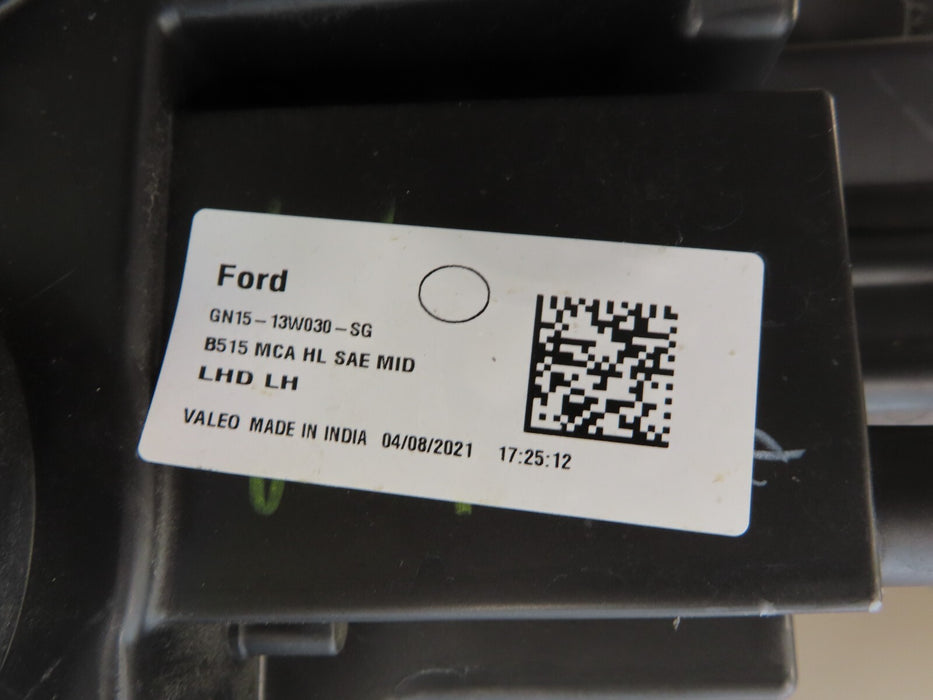 Ford
GN15-13W030-SG
B515 MCA HL SAE MID
LHD LH
VALEO MADE IN INDIA 04/08/2021 17:25:12